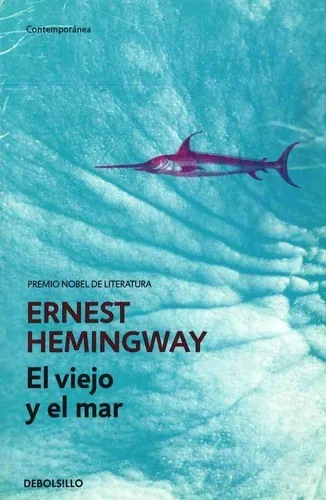 Contemporánea
PREMIO NOBEL DE LITERATURA
ERNEST
HEMINGWAY
El viejo
y el mar
DEBOLSILLO